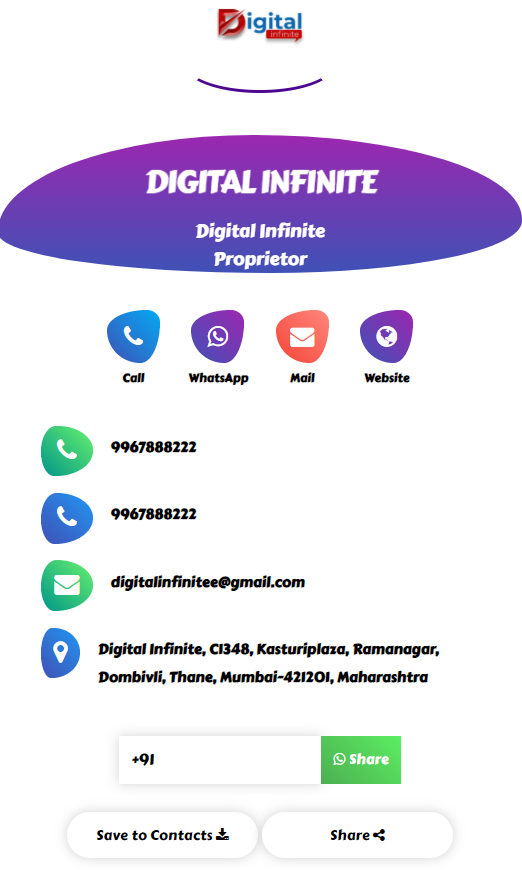 Digital
infinite
DIGITAL INFINITE
Digital Infinite
Proprietor
Call WhatsApp Mail Website
9967888222
9967888222
digitalinfinitee@gmail.com
Digital Infinite, C1348, Kasturiplaza, Ramanagar,
Dombivli, Thane, Mumbai-421201, Maharashtra
+91 Share
Save to Contacts Share